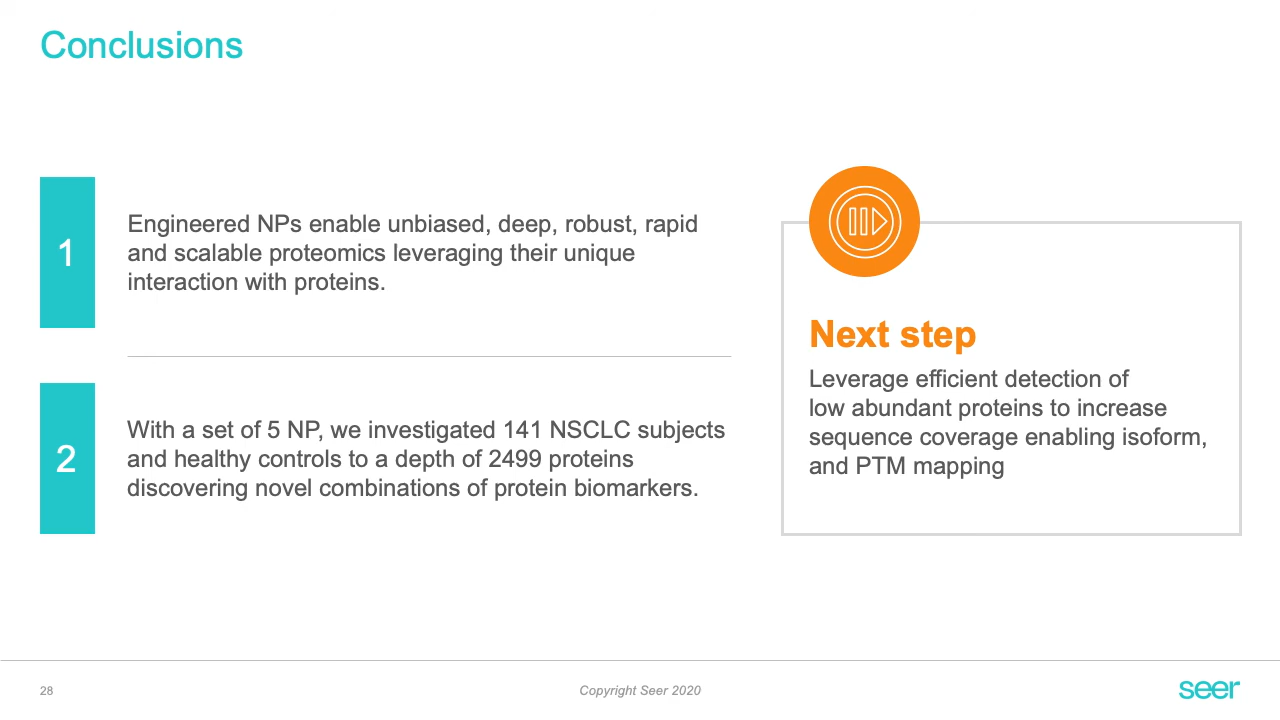 Conclusions
1
Engineered NPs enable unbiased, deep, robust, rapid
and scalable proteomics leveraging their unique
interaction with proteins.
2
With a set of 5 NP, we investigated 141 NSCLC subjects
and healthy controls to a depth of 2499 proteins
discovering novel combinations of protein biomarkers.
Next step
Leverage efficient detection of
low abundant proteins to increase
sequence coverage enabling isoform,
and PTM mapping
28
Copyright Seer 2020
seer